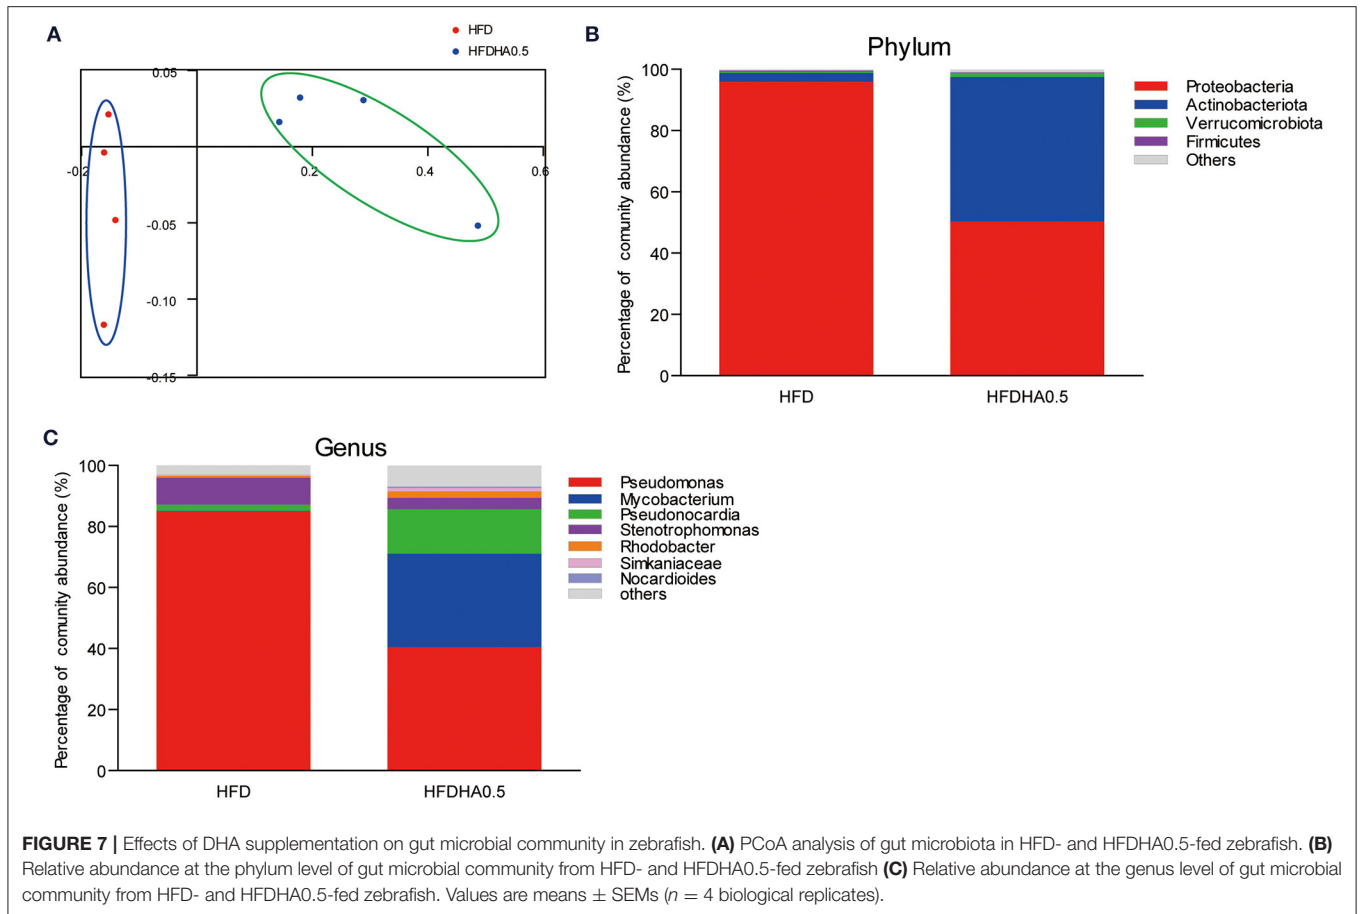 A
HFD
HFDHA0.5
0.05
-0.2
0.2
0.4
0.6
-0.05
-0.10
-0.15
B
Phylum
Percentage of comunity abundance (%)
100
80
60
40
20
0
HFD
HFDHA0.5
Proteobacteria
Actinobacteriota
Verrucomicrobiota
Firmicutes
Others
C
Genus
Percentage of comunity abundance (%)
100
80
60
40
20
0
HFD
HFDHA0.5
Pseudomonas
Mycobacterium
Pseudonocardia
Stenotrophomonas
Rhodobacter
Simkaniaceae
Nocardioides
others
FIGURE 7 | Effects of DHA supplementation on gut microbial community in zebrafish. (A) PCoA analysis of gut microbiota in HFD- and HFDHA0.5-fed zebrafish. (B)
Relative abundance at the phylum level of gut microbial community from HFD- and HFDHA0.5-fed zebrafish (C) Relative abundance at the genus level of gut microbial
community from HFD- and HFDHA0.5-fed zebrafish. Values are means ± SEMs (n = 4 biological replicates).